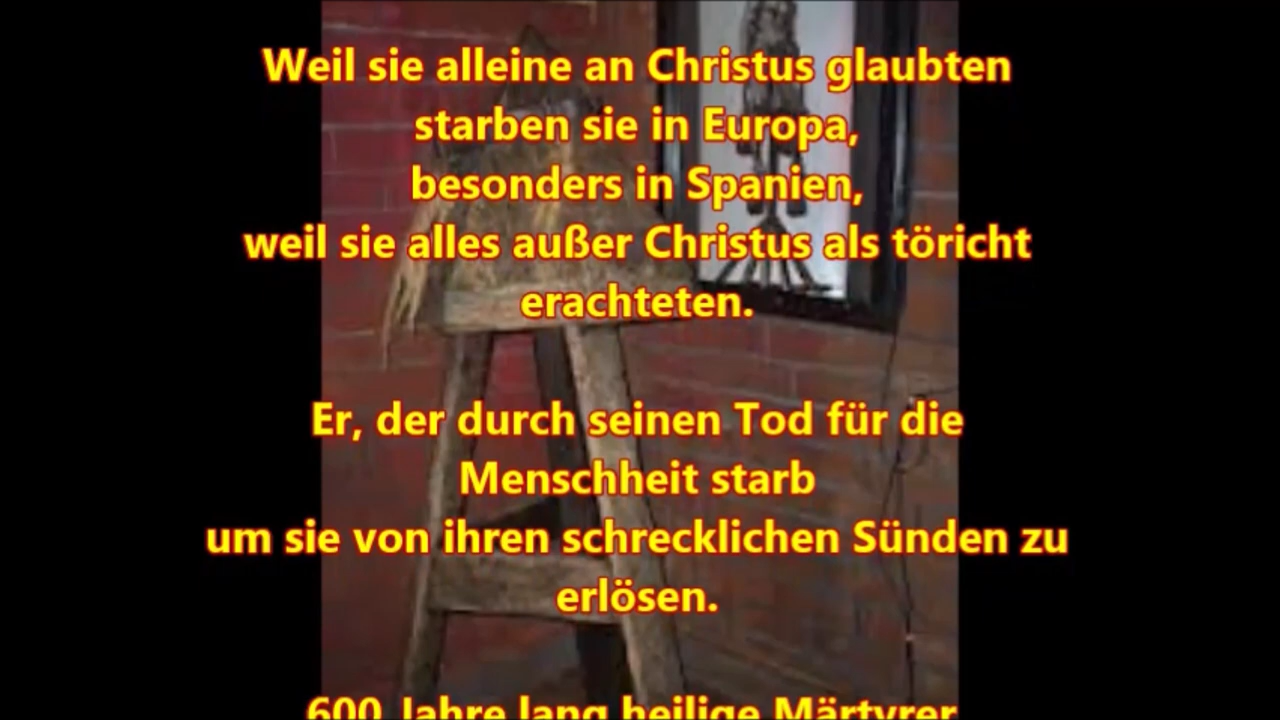 Weil sie alleine an Christus glaubten
starben sie in Europa,
besonders in Spanien,
weil sie alles außer Christus als töricht
erachteten.
Er, der durch seinen Tod für die
Menschheit starb
um sie von ihren schrecklichen Sünden zu
erlösen.
600 Jahre lang heilige Märtyrer